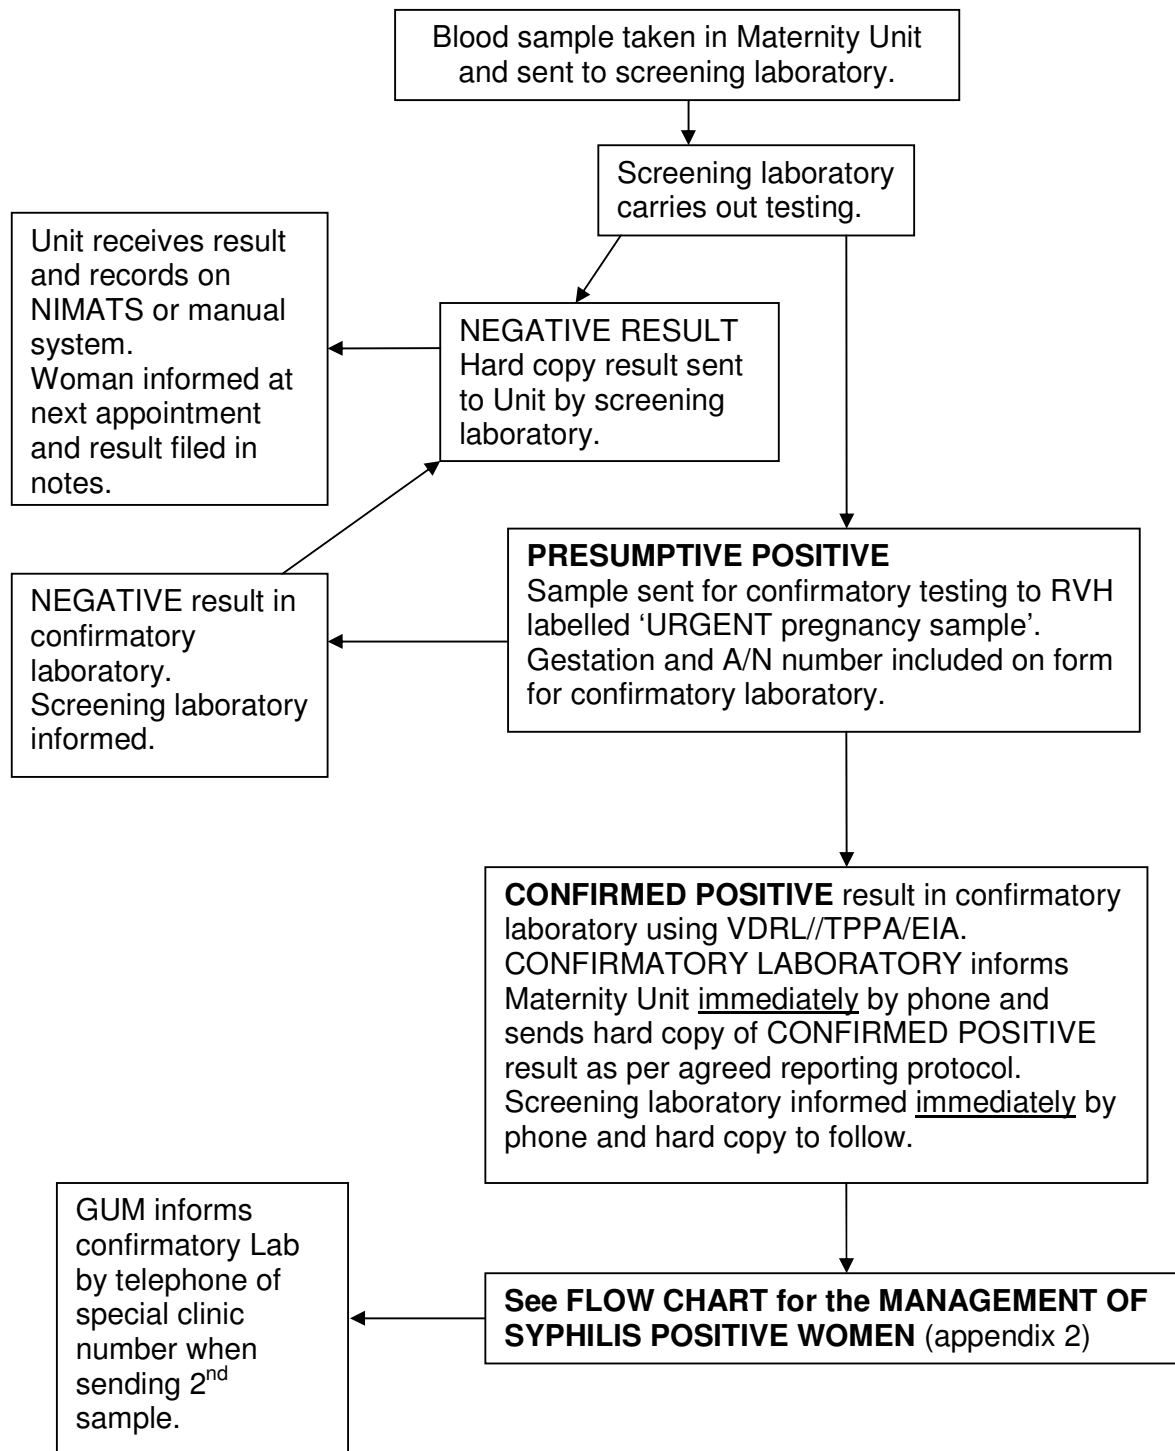 Blood sample taken in Maternity Unit
and sent to screening laboratory.
Screening laboratory
carries out testing.
Unit receives result
and records on
NIMATS or manual
system.
Woman informed at
next appointment
and result filed in
notes.
NEGATIVE RESULT
Hard copy result sent
to Unit by screening
laboratory.
PRESUMPTIVE POSITIVE
Sample sent for confirmatory testing to RVH
labelled ‘URGENT pregnancy sample’.
Gestation and A/N number included on form
for confirmatory laboratory.
NEGATIVE result in
confirmatory
laboratory.
Screening laboratory
informed.
CONFIRMED POSITIVE result in confirmatory
laboratory using VDRL//TPPA/EIA.
CONFIRMATORY LABORATORY informs
Maternity Unit immediately by phone and
sends hard copy of CONFIRMED POSITIVE
result as per agreed reporting protocol.
Screening laboratory informed immediately by
phone and hard copy to follow.
GUM informs
confirmatory Lab
by telephone of
special clinic
number when
sending 2nd
sample.
See FLOW CHART for the MANAGEMENT OF
SYPHILIS POSITIVE WOMEN (appendix 2)